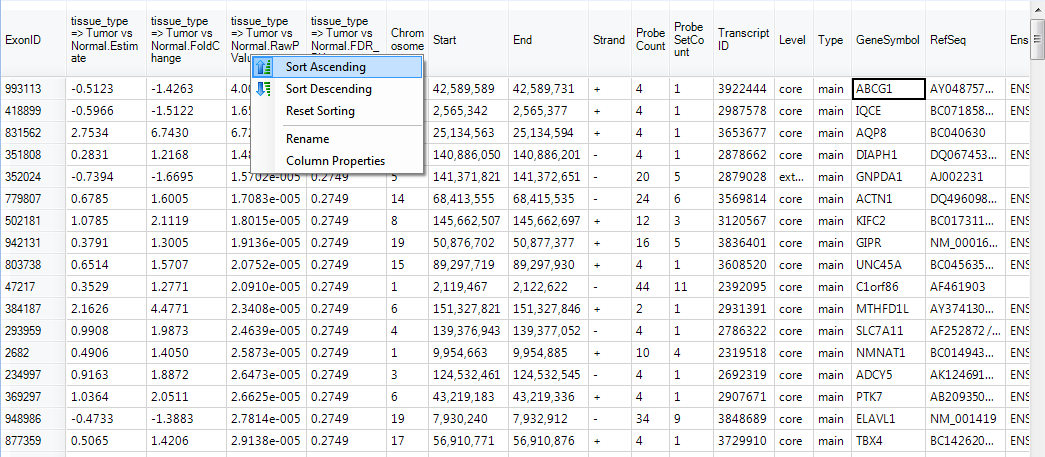 ExonID
tissue_type
=> Tumor vs
Normal.Estim
ate
tissue_type
=> Tumor vs
Normal.FoldC
hange
tissue_type
=> Tumor vs
Normal.RawP
Valu
tissue_type
=> Tumor vs
Normal.FDR_
Chrom
osome
Start
End
Strand
Probe
Count
Probe
SetCo
unt
Transcript
ID
Level
Type
GeneSymbol
RefSeq
Ens
Sort Ascending
Sort Descending
Reset Sorting
Rename
Column Properties
993113 -0.5123 -1.4263 4.00 42,589,589 42,589,731 + 4 1 3922444 core main ABCG1 AY048757... ENS
418899 -0.5966 -1.5122 1.6 2,565,342 2,565,377 - 4 1 2987578 core main IQCE BC071858... ENS
831562 2.7534 6.7430 6.7 25,134,563 25,134,594 + 4 1 3653677 core main AQP8 BC040630
351808 0.2831 1.2168 1.48 140,886,050 140,886,201 - 4 1 2878662 core main DIAPH1 DQ067453... ENS
352024 -0.7394 -1.6695 1.5702e-005 0.2749 5 141,371,821 141,372,651 - 20 5 2879028 ext... main GNPDA1 AJ002231
779807 0.6785 1.6005 1.7083e-005 0.2749 14 68,413,555 68,415,535 - 24 6 3569814 core main ACTN1 DQ496098... ENS
502181 1.0785 2.1119 1.8015e-005 0.2749 8 145,662,507 145,662,697 + 12 3 3120567 core main KIFC2 BC017311... ENS
942131 0.3791 1.3005 1.9136e-005 0.2749 19 50,876,702 50,877,377 + 16 5 3836401 core main GIPR NM_00016... ENS
803738 0.6514 1.5707 2.0752e-005 0.2749 15 89,297,719 89,297,930 + 4 1 3608520 core main UNC45A BC045635... ENS
47217 0.3529 1.2771 2.0910e-005 0.2749 1 2,119,467 2,122,622 - 44 11 2392095 core main C1orf86 AF461903
384187 2.1626 4.4771 2.3408e-005 0.2749 6 151,327,821 151,327,846 + 2 1 2931391 core main MTHFD1L AY374130... ENS
293959 0.9908 1.9873 2.4639e-005 0.2749 4 139,376,943 139,377,052 - 4 1 2786322 core main SLC7A11 AF252872 /... ENS
2682 0.4906 1.4050 2.5873e-005 0.2749 1 9,954,663 9,954,885 + 10 4 2319518 core main NMNAT1 BC014943... ENS
234997 0.9163 1.8872 2.6473e-005 0.2749 3 124,532,461 124,532,545 - 4 1 2692319 core main ADCY5 AK124691... ENS
369297 1.0364 2.0511 2.6625e-005 0.2749 6 43,219,183 43,219,336 + 4 1 2907671 core main PTK7 AB209350... ENS
948986 -0.4733 -1.3883 2.7814e-005 0.2749 19 7,930,240 7,932,912 - 34 9 3848689 core main ELAVL1 NM_001419 ENS
877359 0.5065 1.4206 2.9138e-005 0.2749 17 56,910,771 56,910,876 + 4 1 3729910 core main TBX4 BC142620... ENS